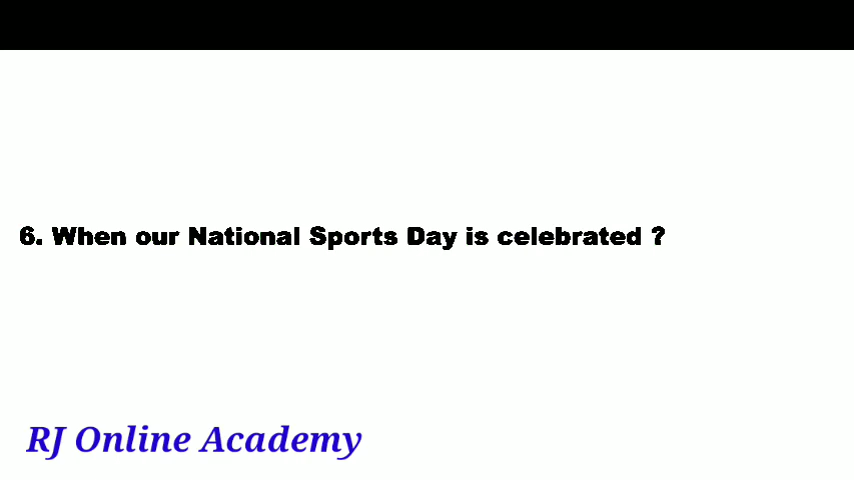 6. When our National Sports Day is celebrated ?
RJ Online Academy